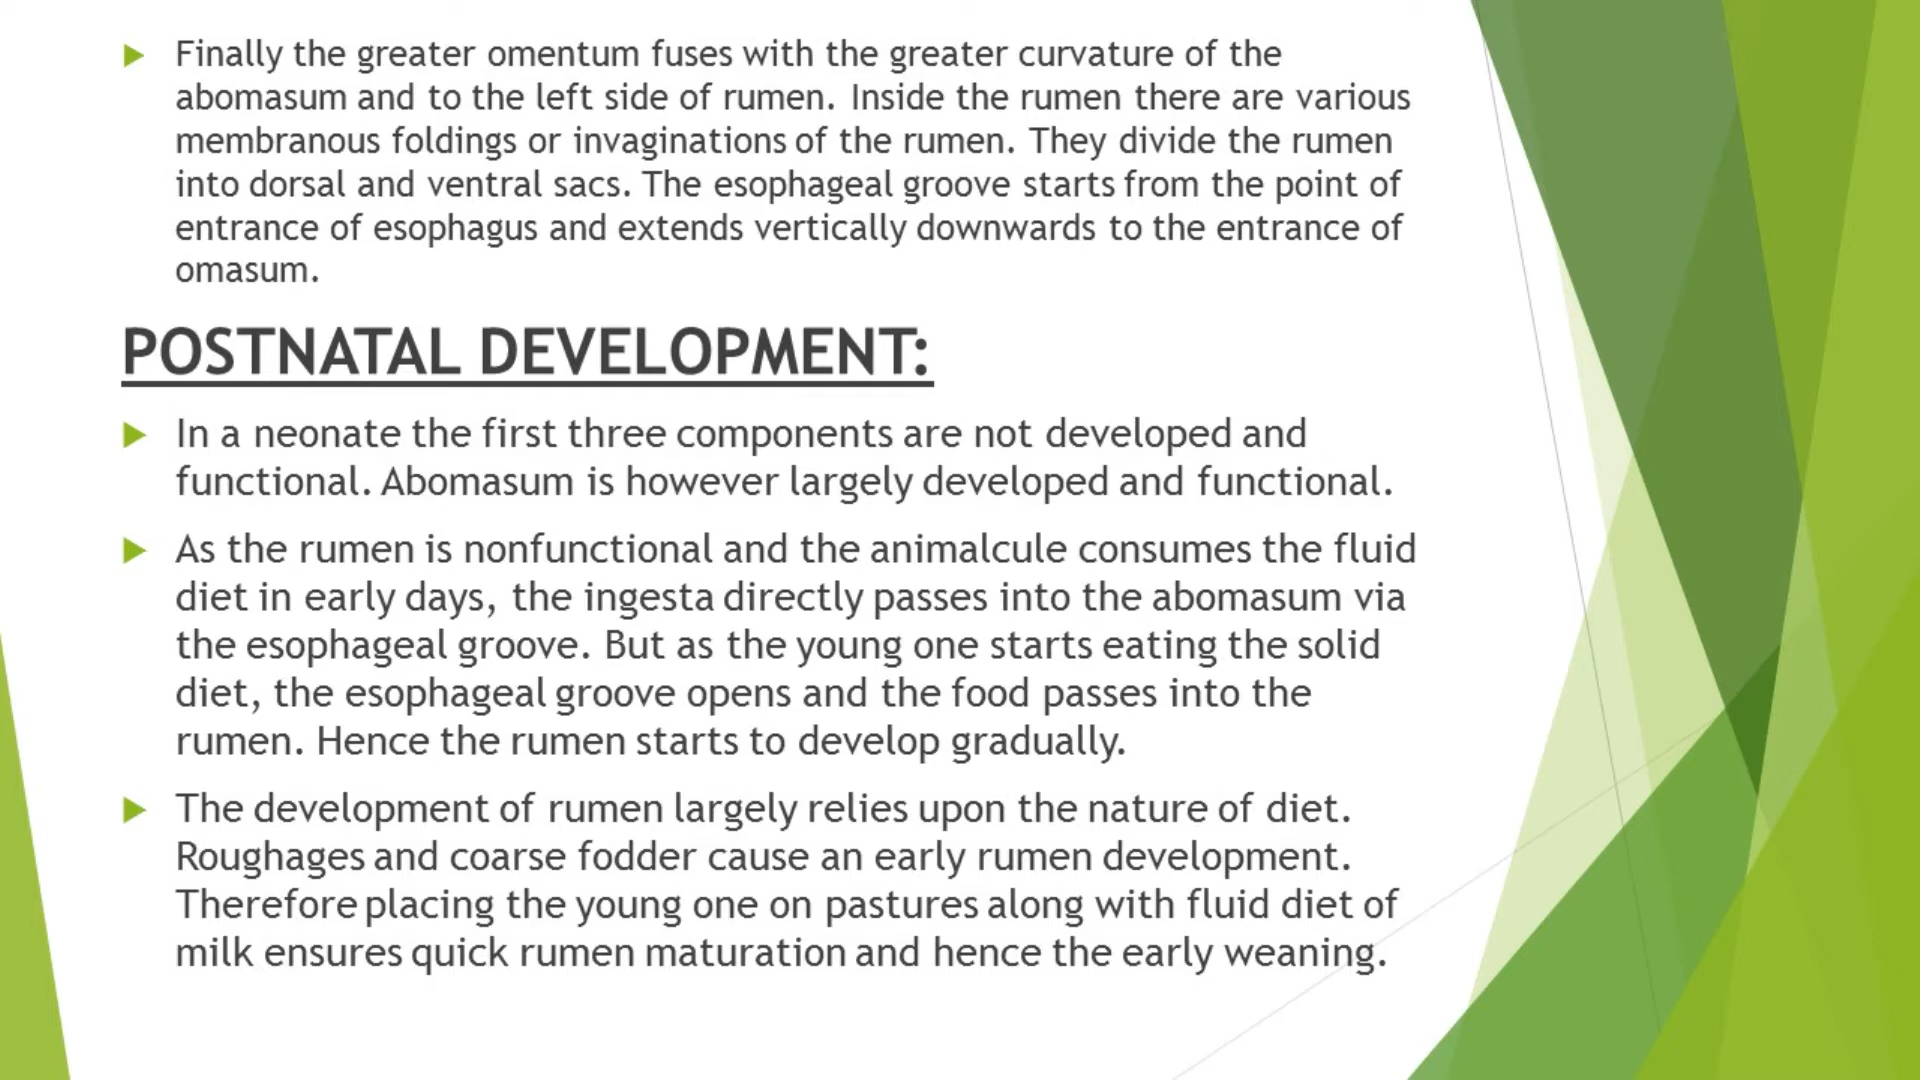 Finally the greater omentum fuses with the greater curvature of the
abomasum and to the left side of rumen. Inside the rumen there are various
membranous foldings or invaginations of the rumen. They divide the rumen
into dorsal and ventral sacs. The esophageal groove starts from the point of
entrance of esophagus and extends vertically downwards to the entrance of
omasum.
POSTNATAL DEVELOPMENT:
In a neonate the first three components are not developed and
functional. Abomasum is however largely developed and functional.
As the rumen is nonfunctional and the animalcule consumes the fluid
diet in early days, the ingesta directly passes into the abomasum via
the esophageal groove. But as the young one starts eating the solid
diet, the esophageal groove opens and the food passes into the
rumen. Hence the rumen starts to develop gradually.
The development of rumen largely relies upon the nature of diet.
Roughages and coarse fodder cause an early rumen development.
Therefore placing the young one on pastures along with fluid diet of
milk ensures quick rumen maturation and hence the early weaning.